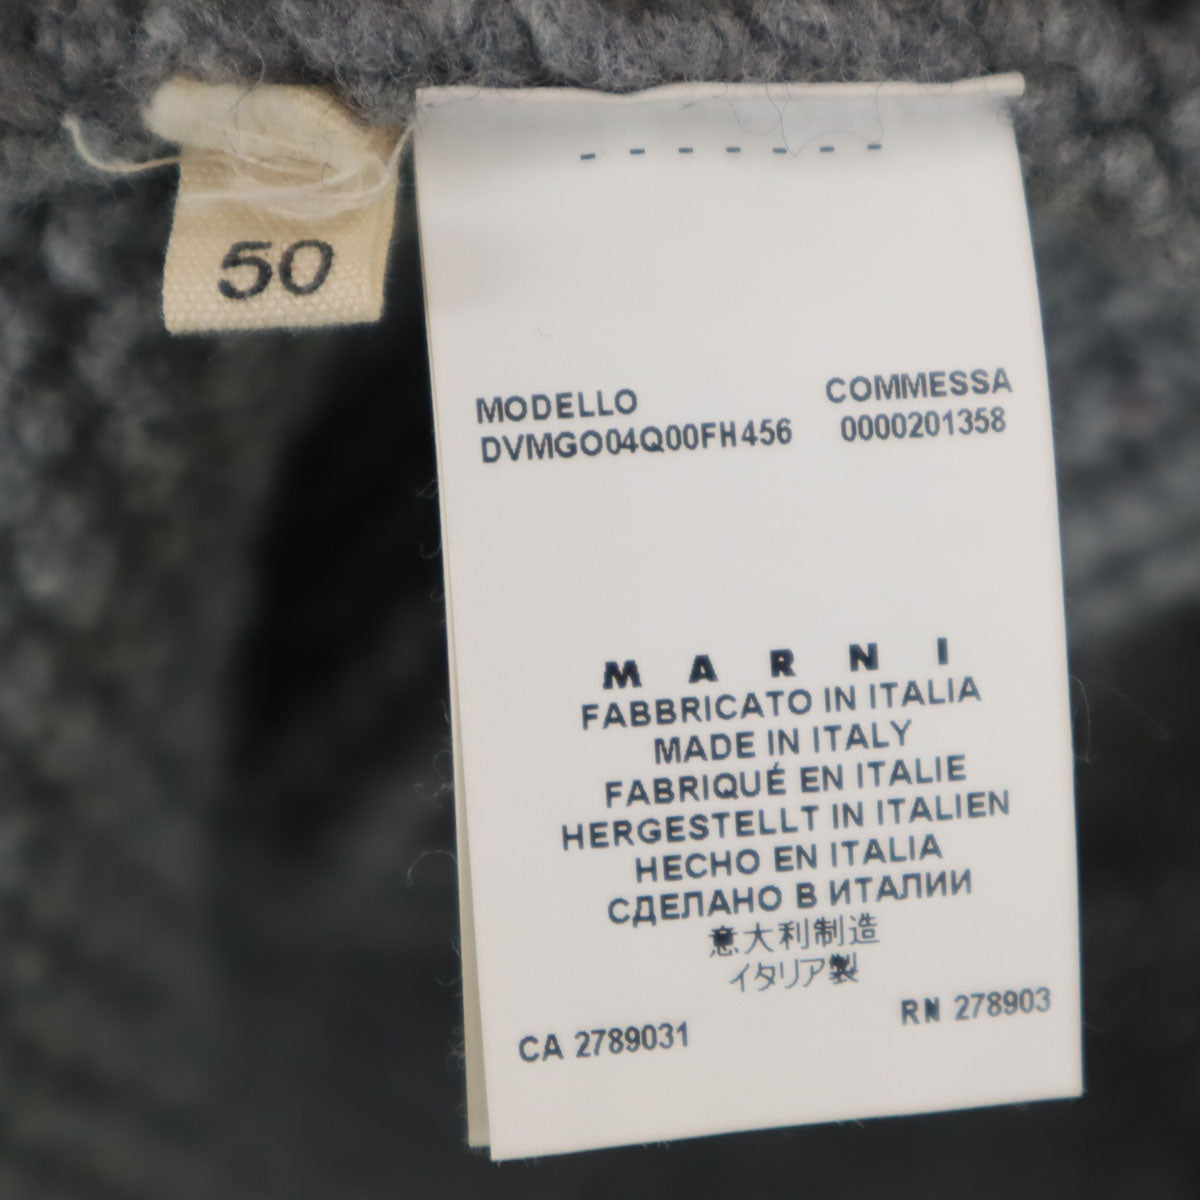 50
MODELLO COMMESSA
DVMGO04Q00FH456 0000201358
MARNI
FABBRICATO IN ITALIA
MADE IN ITALY
FABRIQUÉ EN ITALIE
HERGESTELLT IN ITALIEN
HECHO EN ITALIA
СДЕЛАНО В ИТАЛИИ
意大利制造
イタリア製
CA 2789031 RN 278903